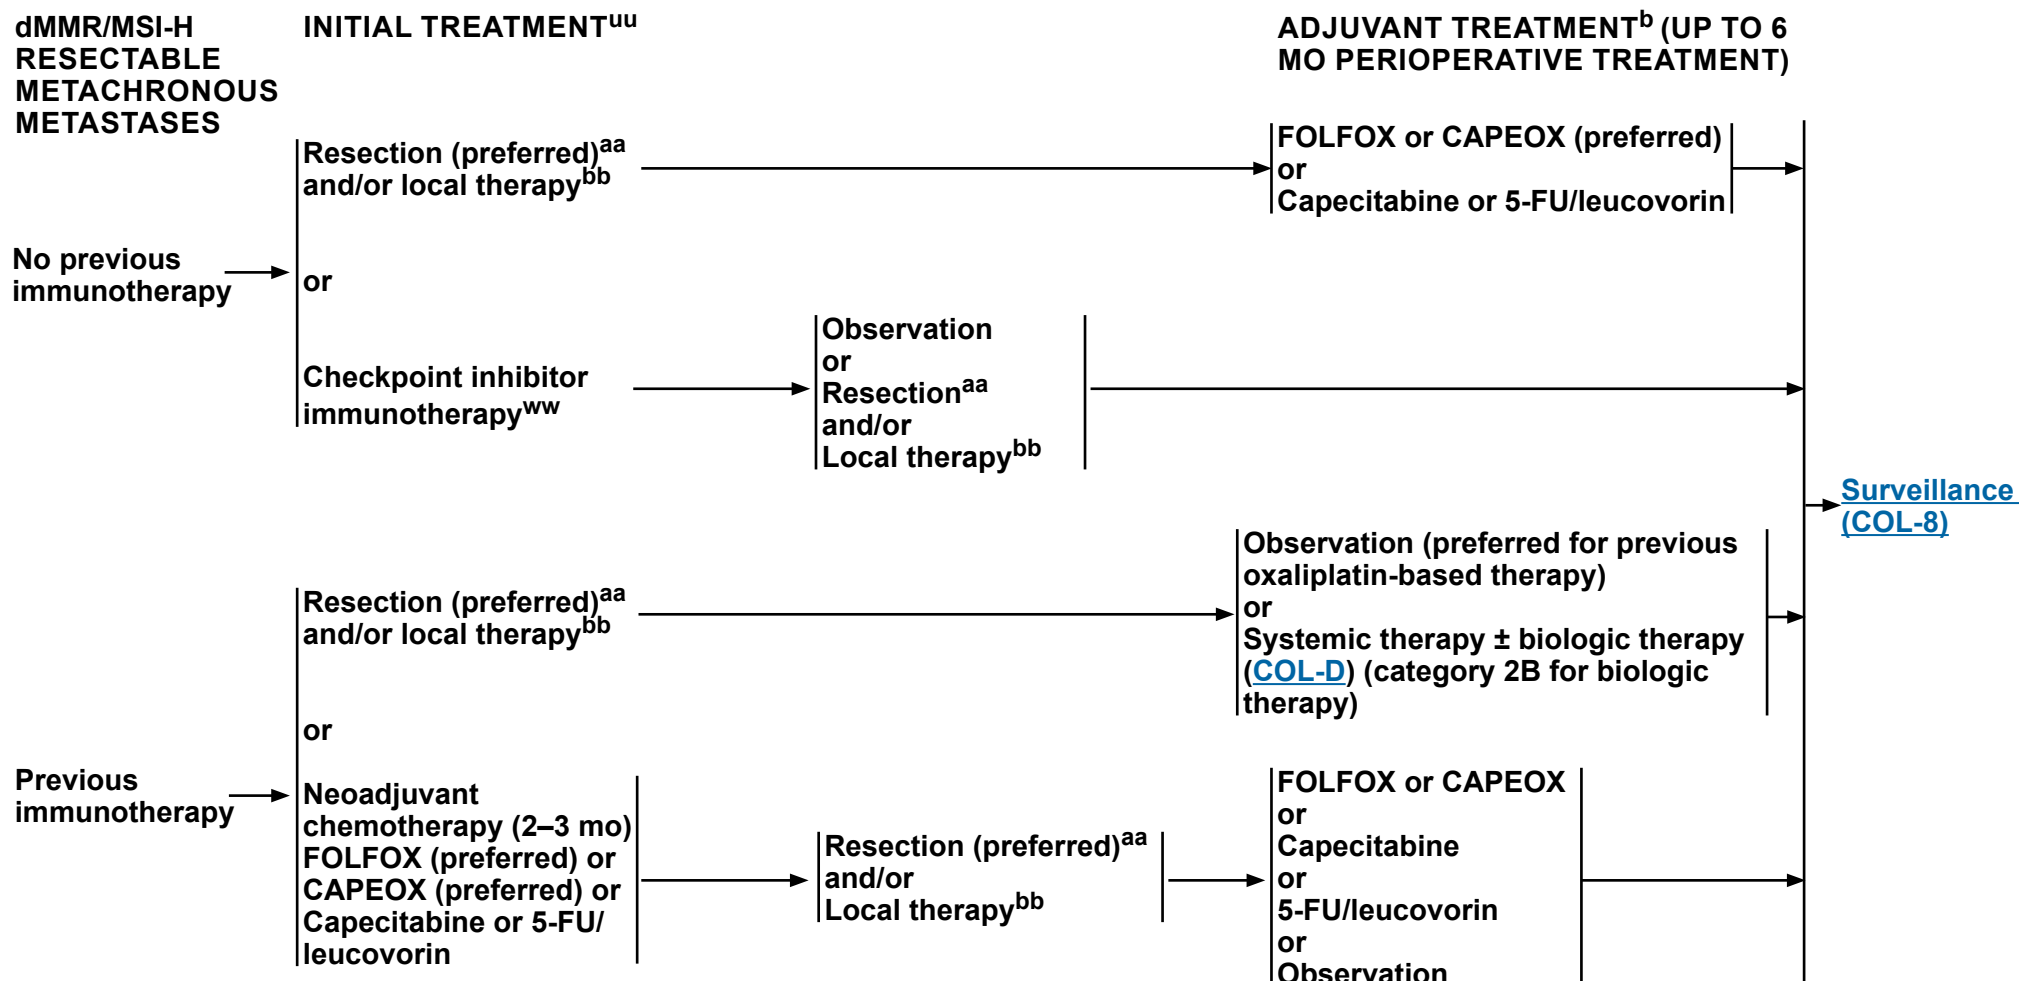 dMMR/MSI-H
RESECTABLE
METACHRONOUS
METASTASES
INITIAL TREATMENTuu
ADJUVANT TREATMENTb (UP TO 6
MO PERIOPERATIVE TREATMENT)
No previous
immunotherapy
Resection (preferred)aa
and/or local therapybb
FOLFOX or CAPEOX (preferred)
or
Capecitabine or 5-FU/leucovorin
or
Checkpoint inhibitor
immunotherapyww
Observation
or
Resectionaa
and/or
Local therapybb
Surveillance
(COL-8)
Previous
immunotherapy
Resection (preferred)aa
and/or local therapybb
Observation (preferred for previous
oxaliplatin-based therapy)
or
Systemic therapy ± biologic therapy
(COL-D) (category 2B for biologic
therapy)
or
Neoadjuvant
chemotherapy (2–3 mo)
FOLFOX (preferred) or
CAPEOX (preferred) or
Capecitabine or 5-FU/
leucovorin
Resection (preferred)aa
and/or
Local therapybb
FOLFOX or CAPEOX
or
Capecitabine
or
5-FU/leucovorin
or
Observation